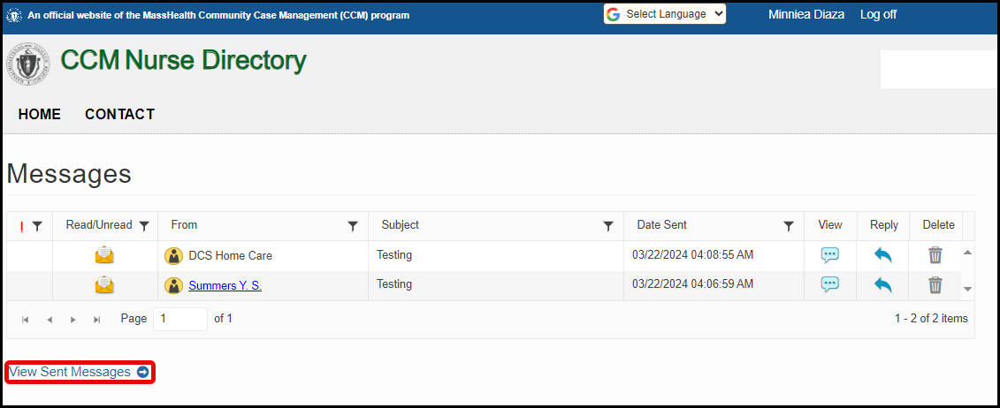 An official website of the MassHealth Community Case Management (CCM) program Select Language Minniea Diaza Log off
CCM Nurse Directory
HOME CONTACT
Messages
! Read/Unread From Subject Date Sent View Reply Delete
DCS Home Care Testing 03/22/2024 04:08:55 AM
Summers Y. S. Testing 03/22/2024 04:06:59 AM
Page 1 of 1 1 - 2 of 2 items
View Sent Messages